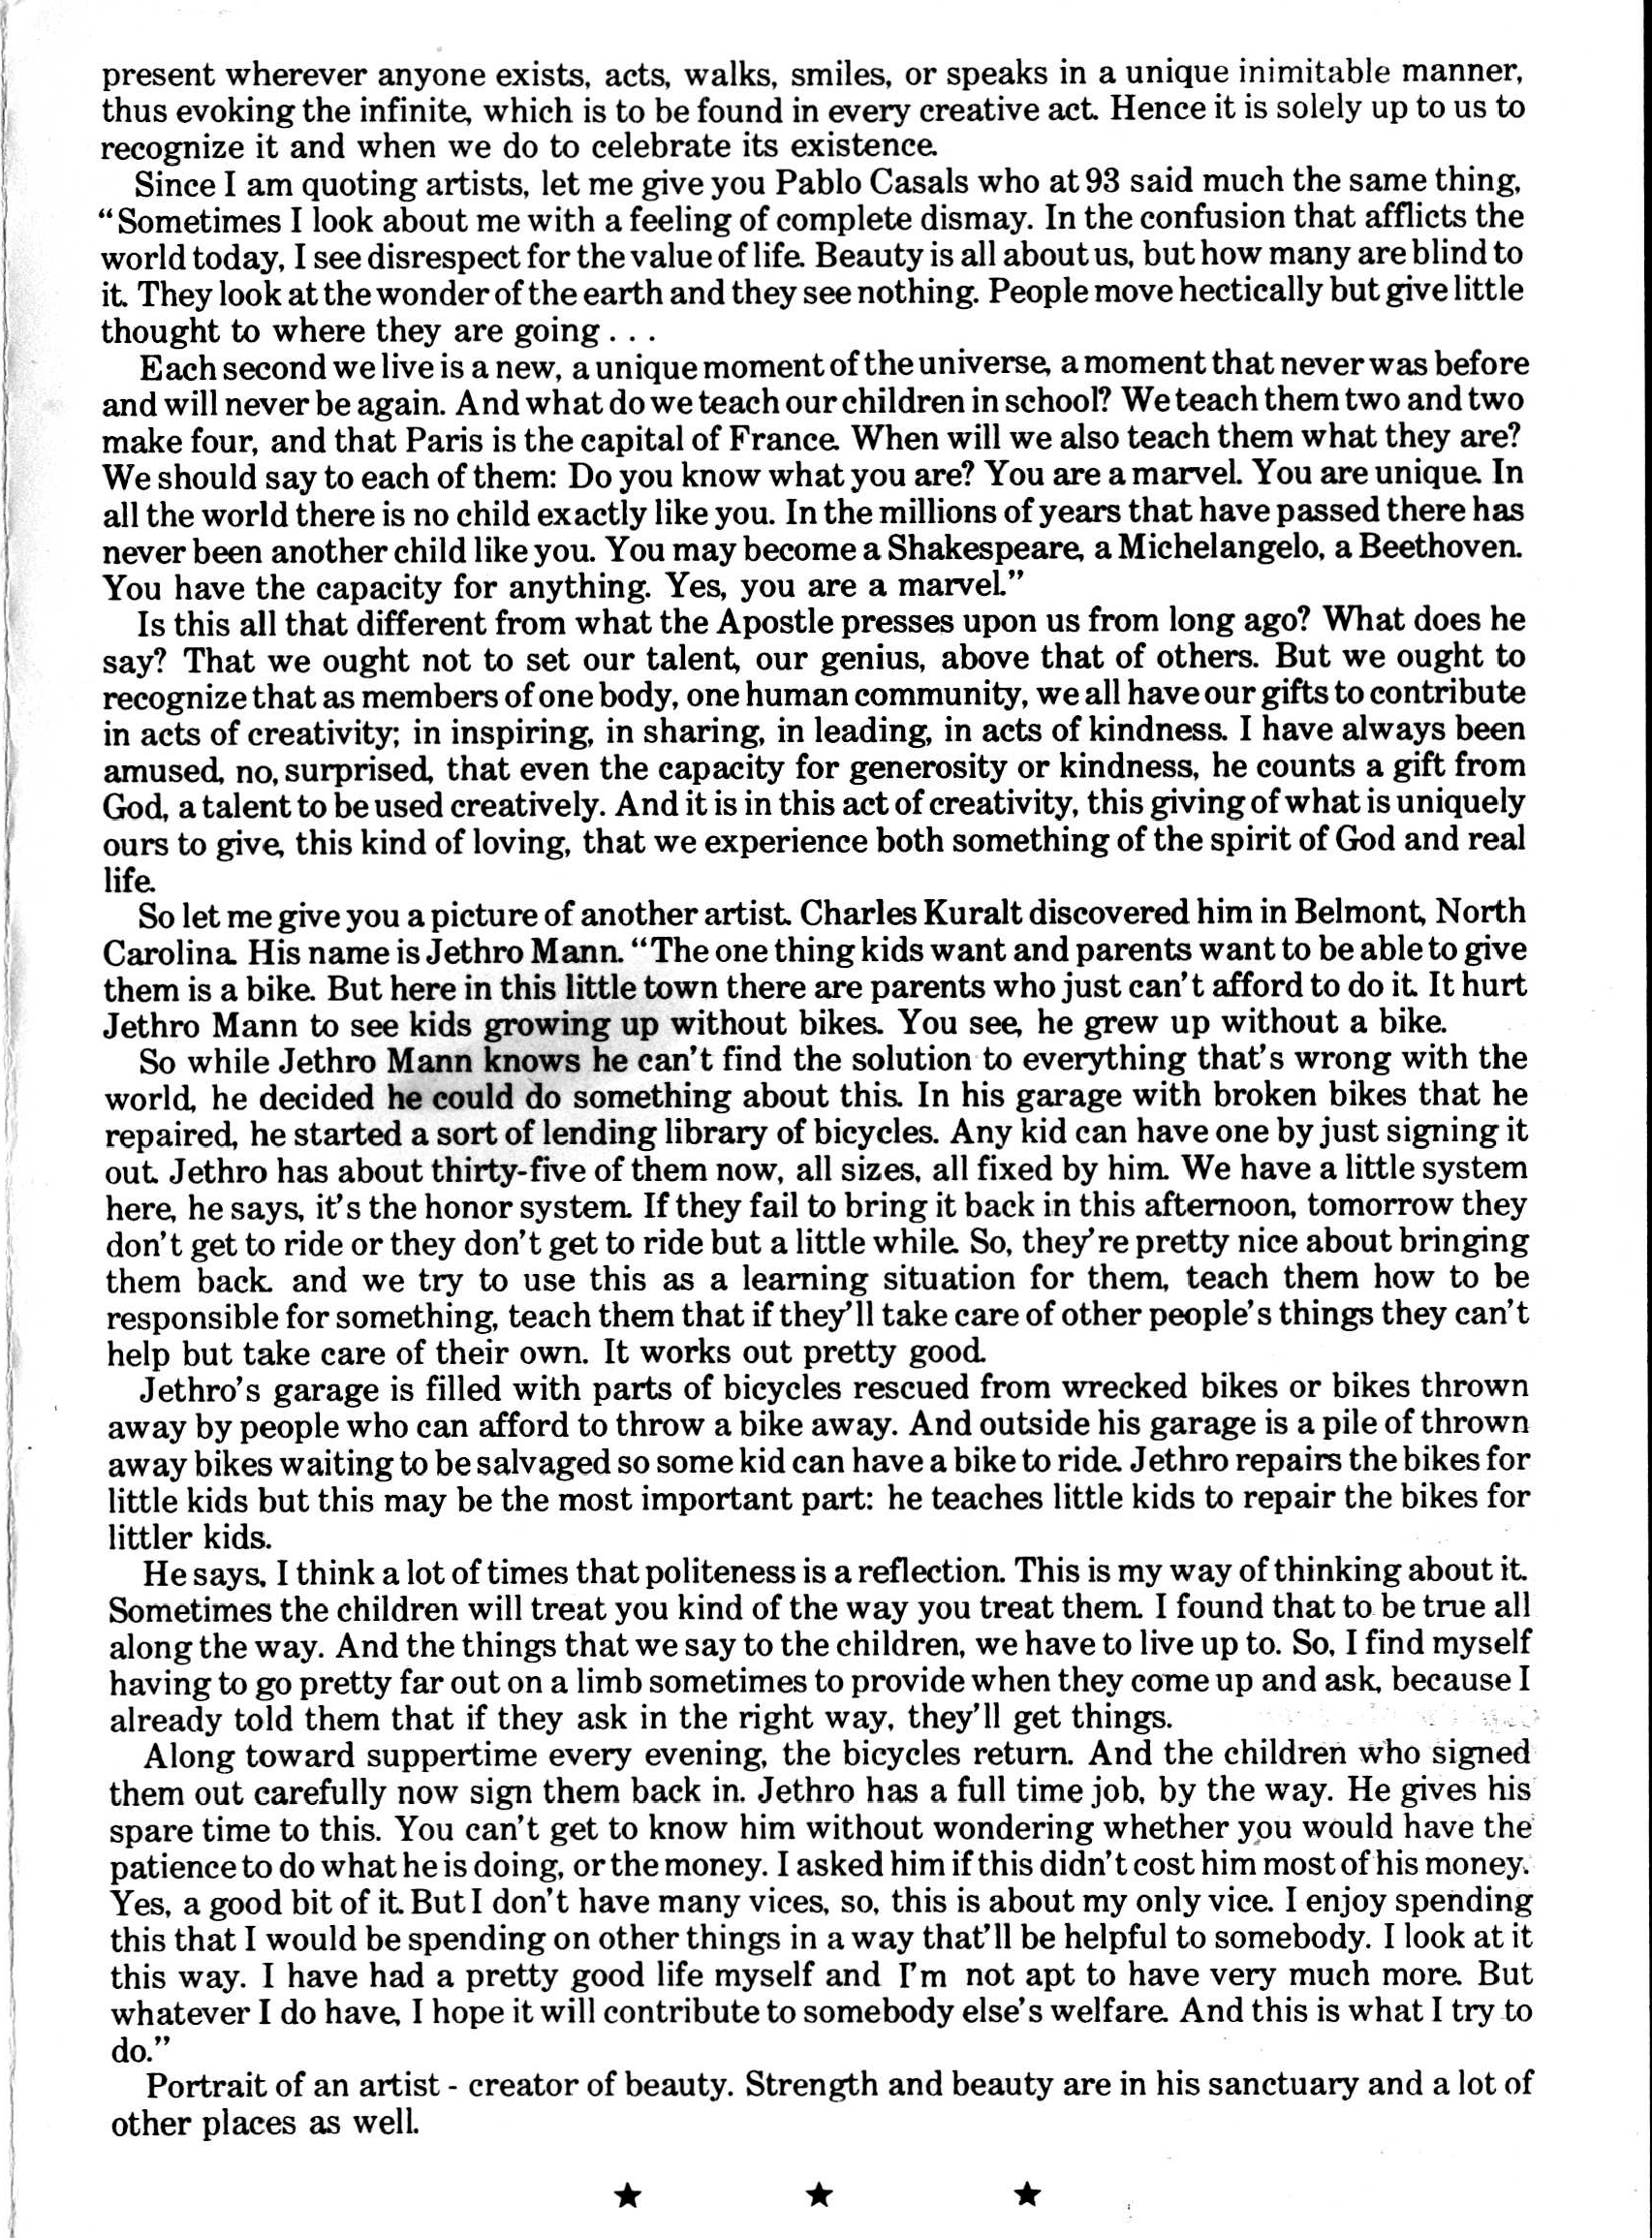 present wherever anyone exists, acts, walks, smiles, or speaks in a unique inimitable manner,
thus evoking the infinite, which is to be found in every creative act. Hence it is solely up to us to
recognize it and when we do to celebrate its existence.
Since I am quoting artists, let me give you Pablo Casals who at 93 said much the same thing,
“Sometimes I look about me with a feeling of complete dismay. In the confusion that afflicts the
world today, I see disrespect for the value of life. Beauty is all about us, but how many are blind to
it. They look at the wonder of the earth and they see nothing. People move hectically but give little
thought to where they are going . . .
Each second we live is a new, a unique moment of the universe, a moment that never was before
and will never be again. And what do we teach our children in school? We teach them two and two
make four, and that Paris is the capital of France. When will we also teach them what they are?
We should say to each of them: Do you know what you are? You are a marvel. You are unique. In
all the world there is no child exactly like you. In the millions of years that have passed there has
never been another child like you. You may become a Shakespeare, a Michelangelo, a Beethoven.
You have the capacity for anything. Yes, you are a marvel.”
Is this all that different from what the Apostle presses upon us from long ago? What does he
say? That we ought not to set our talent, our genius, above that of others. But we ought to
recognize that as members of one body, one human community, we all have our gifts to contribute
in acts of creativity; in inspiring, in sharing, in leading, in acts of kindness. I have always been
amused, no, surprised, that even the capacity for generosity or kindness, he counts a gift from
God, a talent to be used creatively. And it is in this act of creativity, this giving of what is uniquely
ours to give, this kind of loving, that we experience both something of the spirit of God and real
life.
So let me give you a picture of another artist. Charles Kuralt discovered him in Belmont, North
Carolina. His name is Jethro Mann. “The one thing kids want and parents want to be able to give
them is a bike. But here in this little town there are parents who just can’t afford to do it. It hurt
Jethro Mann to see kids growing up without bikes. You see, he grew up without a bike.
So while Jethro Mann knows he can’t find the solution to everything that’s wrong with the
world, he decided he could do something about this. In his garage with broken bikes that he
repaired, he started a sort of lending library of bicycles. Any kid can have one by just signing it
out. Jethro has about thirty-five of them now, all sizes, all fixed by him. We have a little system
here, he says, it’s the honor system. If they fail to bring it back in this afternoon, tomorrow they
don’t get to ride or they don’t get to ride but a little while. So, they’re pretty nice about bringing
them back. and we try to use this as a learning situation for them, teach them how to be
responsible for something, teach them that if they’ll take care of other people’s things they can’t
help but take care of their own. It works out pretty good.
Jethro’s garage is filled with parts of bicycles rescued from wrecked bikes or bikes thrown
away by people who can afford to throw a bike away. And outside his garage is a pile of thrown
away bikes waiting to be salvaged so some kid can have a bike to ride. Jethro repairs the bikes for
little kids but this may be the most important part: he teaches little kids to repair the bikes for
littler kids.
He says, I think a lot of times that politeness is a reflection. This is my way of thinking about it.
Sometimes the children will treat you kind of the way you treat them. I found that to be true all
along the way. And the things that we say to the children, we have to live up to. So, I find myself
having to go pretty far out on a limb sometimes to provide when they come up and ask, because I
already told them that if they ask in the right way, they’ll get things.
Along toward suppertime every evening, the bicycles return. And the children who signed
them out carefully now sign them back in. Jethro has a full time job, by the way. He gives his
spare time to this. You can’t get to know him without wondering whether you would have the
patience to do what he is doing, or the money. I asked him if this didn’t cost him most of his money.
Yes, a good bit of it. But I don’t have many vices, so, this is about my only vice. I enjoy spending
this that I would be spending on other things in a way that’ll be helpful to somebody. I look at it
this way. I have had a pretty good life myself and I’m not apt to have very much more. But
whatever I do have, I hope it will contribute to somebody else’s welfare. And this is what I try to
do.”
Portrait of an artist - creator of beauty. Strength and beauty are in his sanctuary and a lot of
other places as well.